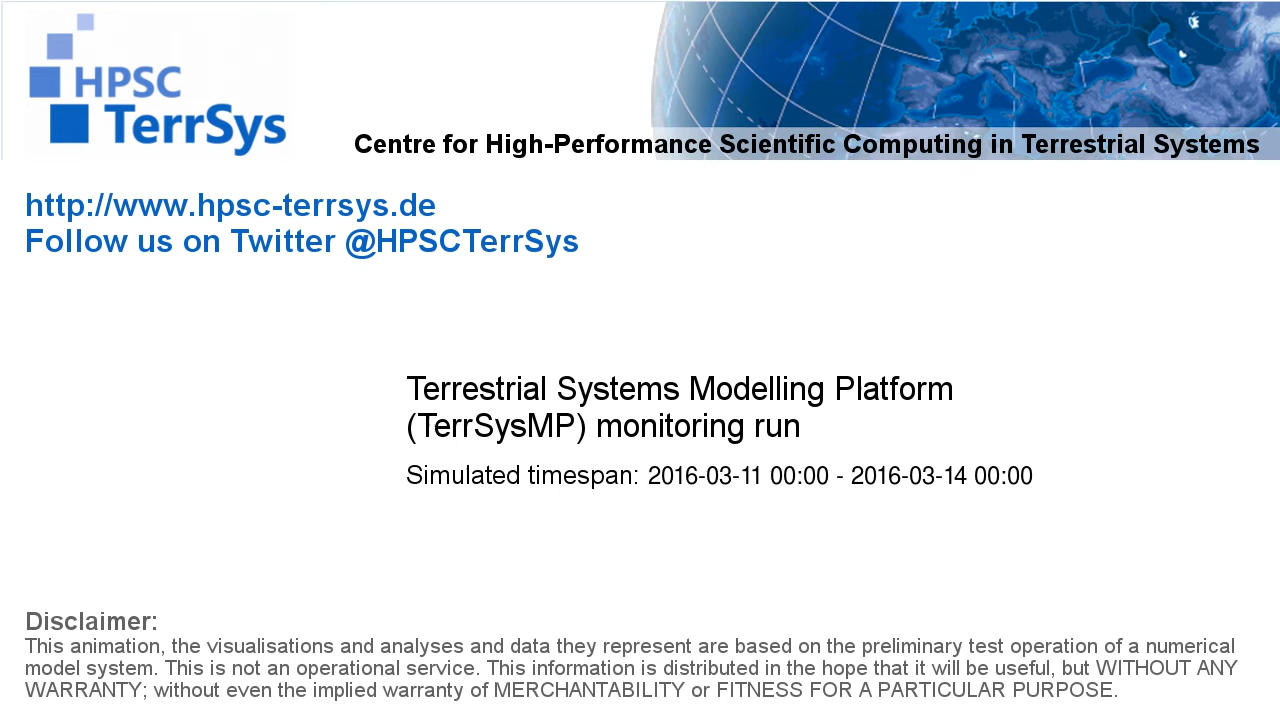 HPSC
TerrSys
Centre for High-Performance Scientific Computing in Terrestrial Systems
http://www.hpsc-terrsys.de
Follow us on Twitter @HPSCTerrSys
Terrestrial Systems Modelling Platform
(TerrSysMP) monitoring run
Simulated timespan: 2016-03-11 00:00 - 2016-03-14 00:00
Disclaimer:
This animation, the visualisations and analyses and data they represent are based on the preliminary test operation of a numerical
model system. This is not an operational service. This information is distributed in the hope that it will be useful, but WITHOUT ANY
WARRANTY; without even the implied warranty of MERCHANTABILITY or FITNESS FOR A PARTICULAR PURPOSE.